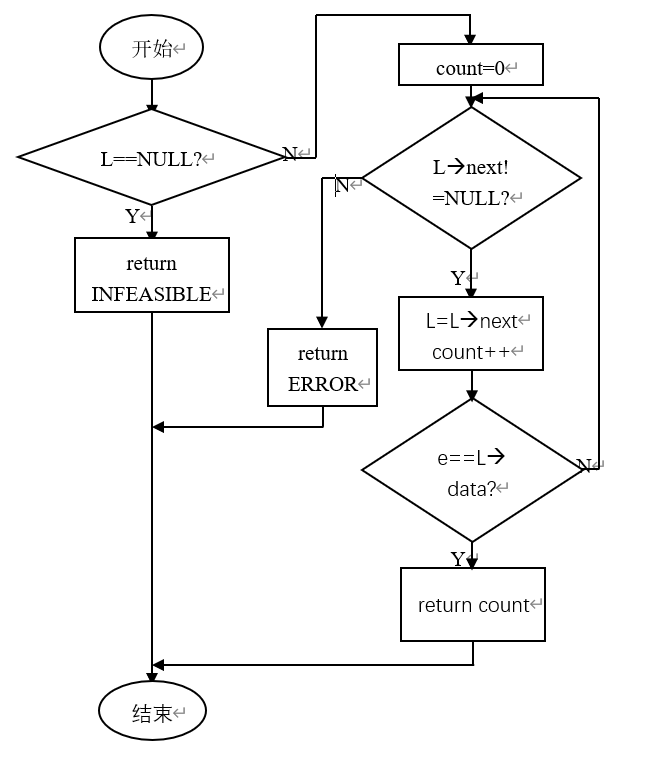 开始
count=0
L==NULL?
N
L→next!
=NULL?
N
Y
return
INFEASIBLE
Y
L=L→next
count++
return
ERROR
e==L→
data?
N
Y
return count
结束